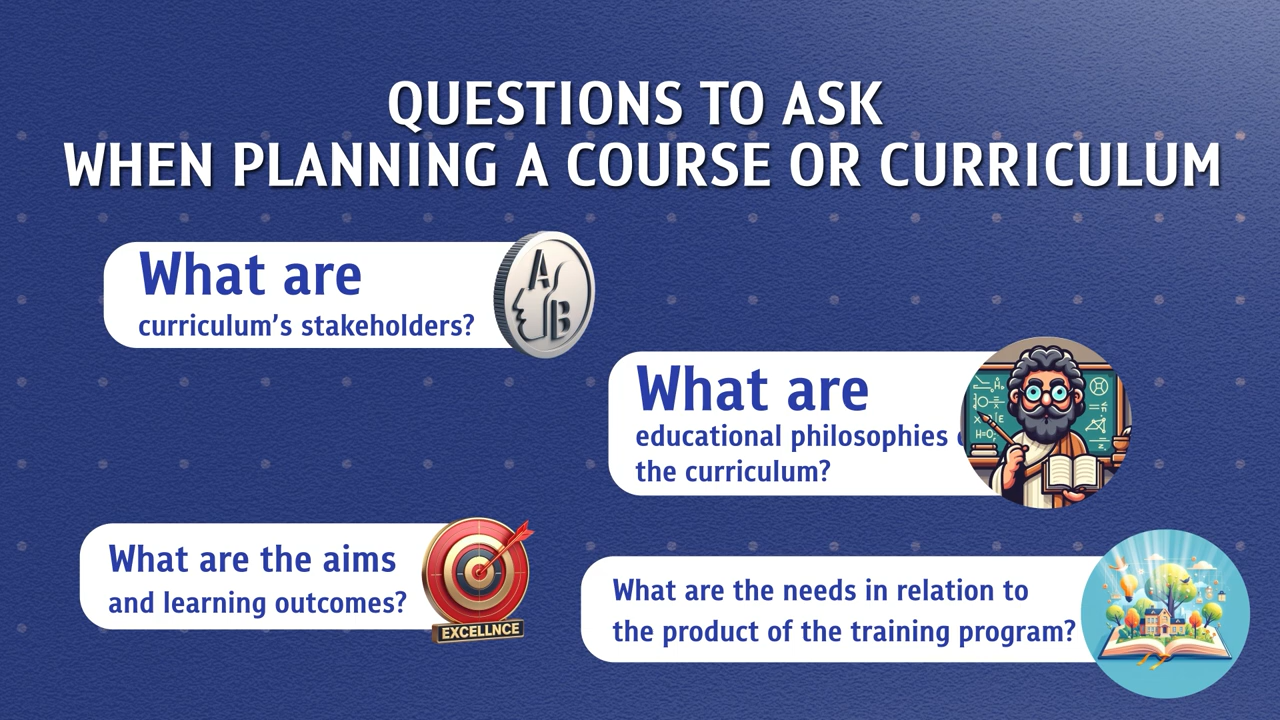 QUESTIONS TO ASK
WHEN PLANNING A COURSE OR CURRICULUM
What are
curriculum's stakeholders?
A
B
What are
educational philosophies
the curriculum?
H=O
What are the aims
and learning outcomes?
EXCELLNCE
What are the needs in relation to
the product of the training program?